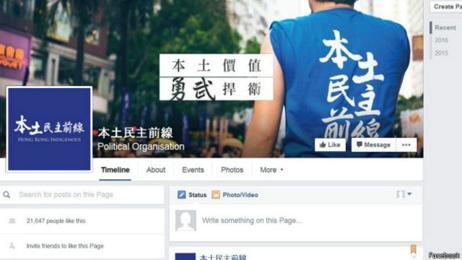 Create Pa
Recent
2016
2015
本土價值
勇武捍衛
本土
民主
前線
本土民主前線
HONG KONG INDIGENOUS
本土民主前線
Political Organisation
Like
Message
Timeline
About
Events
Photos
More
Search for posts on this Page
Status
Photo/Video
21,647 people like this
Write something on this Page...
Invite friends to like this Page
本土民主前線
Facebook